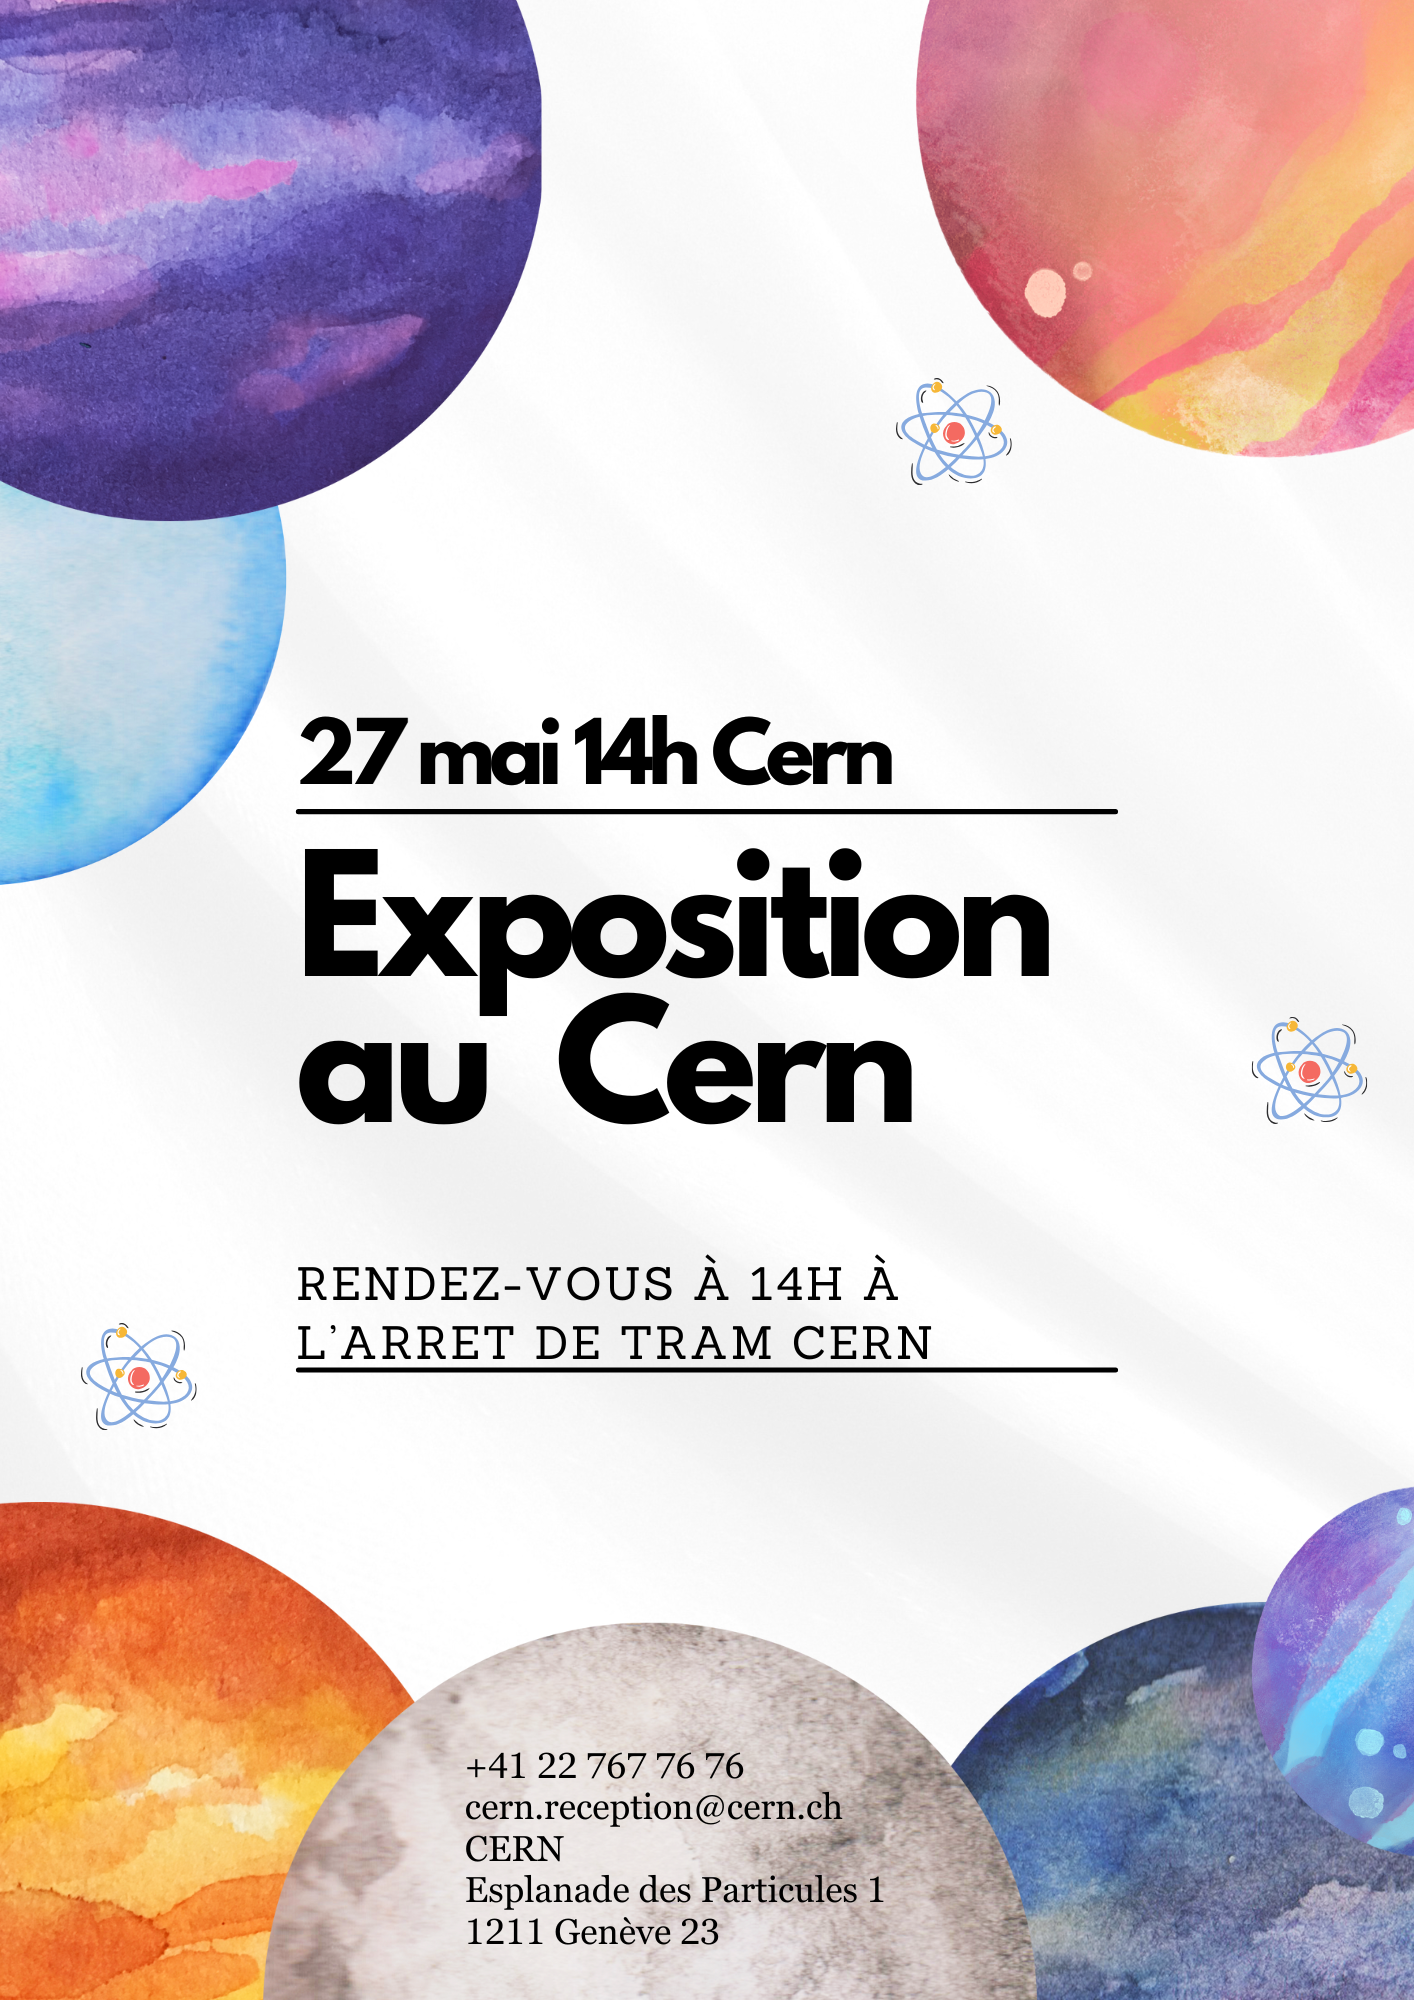 27 mai 14h Cern
Exposition
au Cern
RENDEZ-VOUS À 14H À
L'ARRET DE TRAM CERN
+41 22 767 76 76
cern.reception@cern.ch
CERN
Esplanade des Particules 1
1211 Genève 23